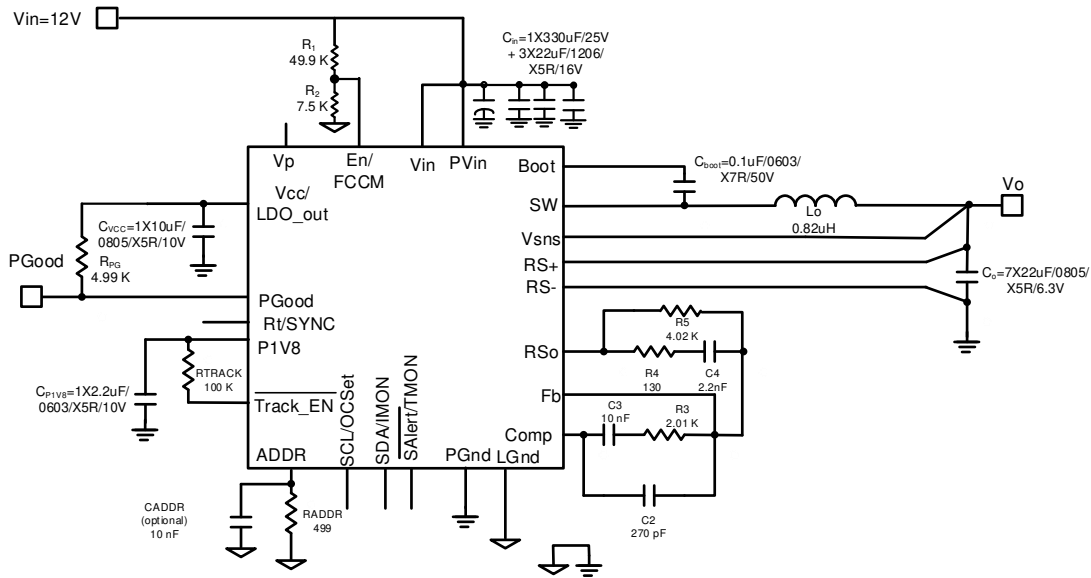 Vin=12V
R1
49.9 K
R2
7.5 K
Cin=1X330uF/25V
+ 3X22uF/1206/
X5R/16V
Vp
En/
FCCM
Vin
PVin
Boot
Cboot=0.1uF/0603/
X7R/50V
Vo
SW
Lo
0.82uH
Vcc/
LDO_out
CVCC=1X10uF/
0805/X5R/10V
Vsns
PGood
RPG
4.99 K
RS+
RS-
Co=7X22uF/0805/
X5R/6.3V
PGood
Rt/SYNC
P1V8
R5
4.02 K
RSo
R4
130
C4
2.2nF
RTRACK
100 K
CP1V8=1X2.2uF/
0603/X5R/10V
Track_EN
Fb
C3
10 nF
R3
2.01 K
Comp
ADDR
SCL/OCSet
SDA/IMON
SAlert/TMON
PGnd
LGnd
CADDR
(optional)
10 nF
RADDR
499
C2
270 pF